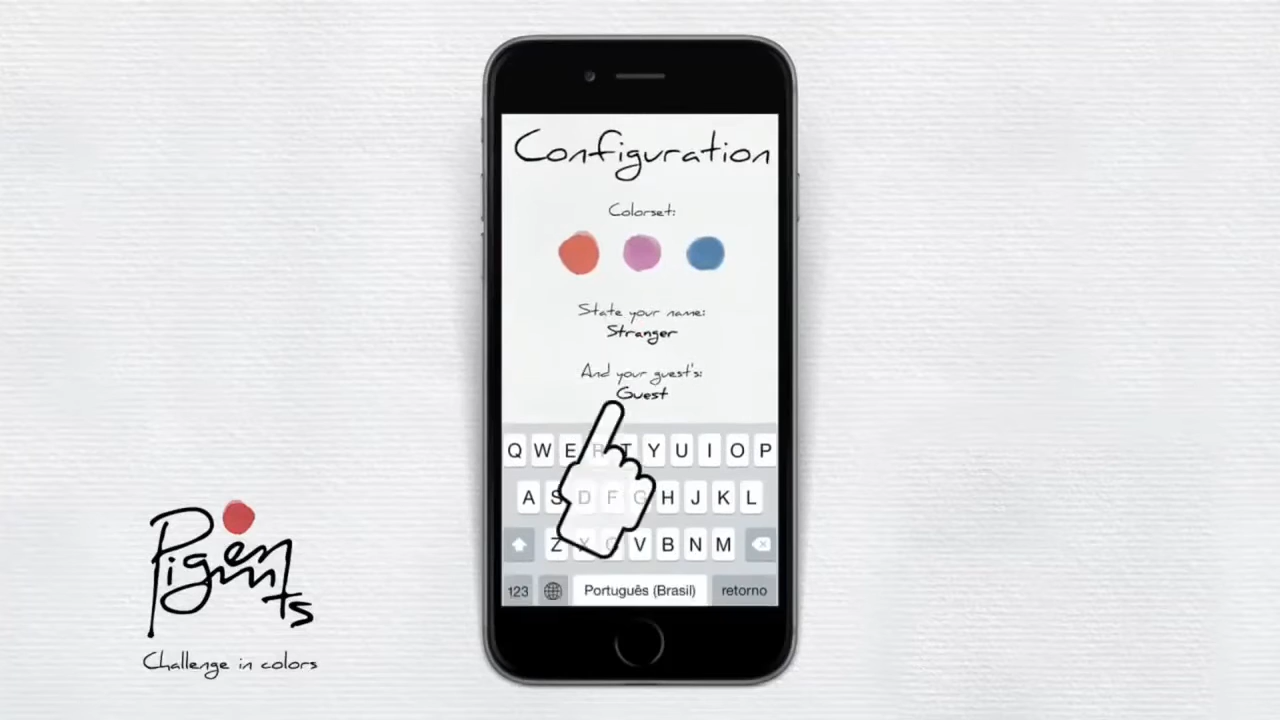 Configuration
Colorset:
State your name:
Stranger
And your guest's:
Guest
Q W E R T Y U I O P
A S D F G H J K L
Z X C V B N M
123 Português (Brasil) retorno
Pigments
Challenge in colors